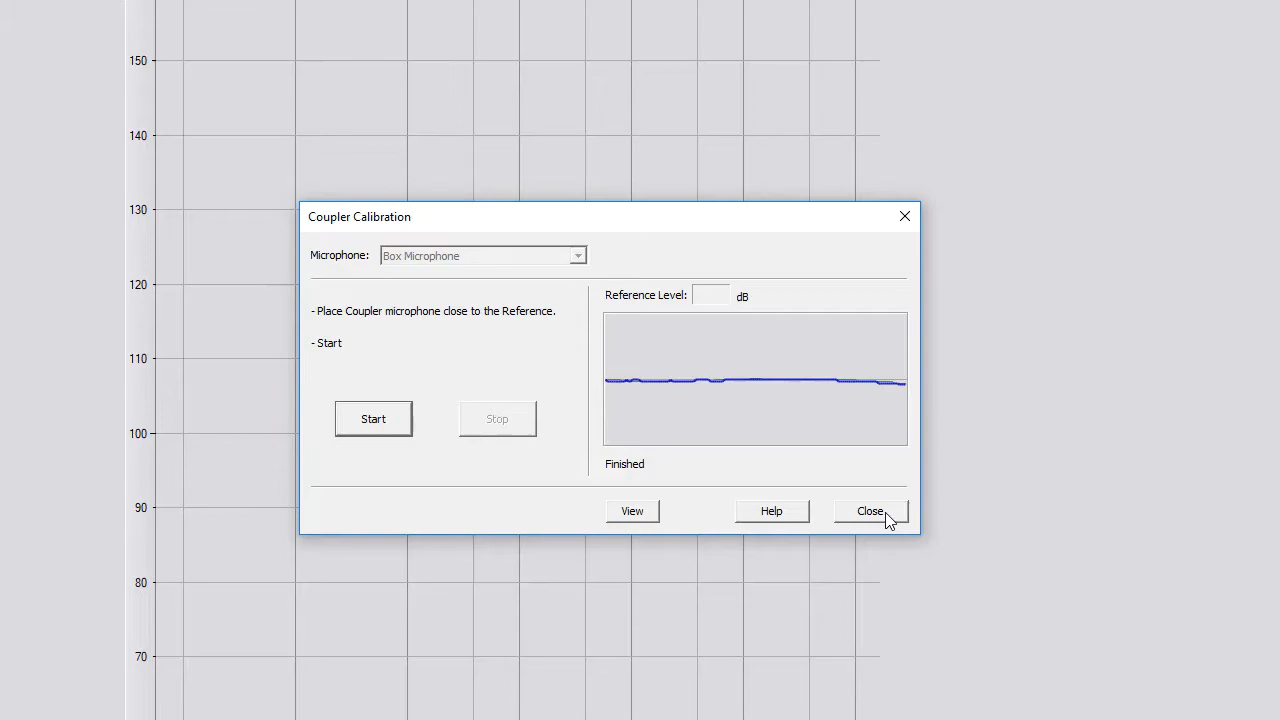 150
140
130
120
110
100
90
80
70
Coupler Calibration
Microphone: Box Microphone
- Place Coupler microphone close to the Reference.
- Start
Start Stop
Reference Level: dB
Finished
View Help Close